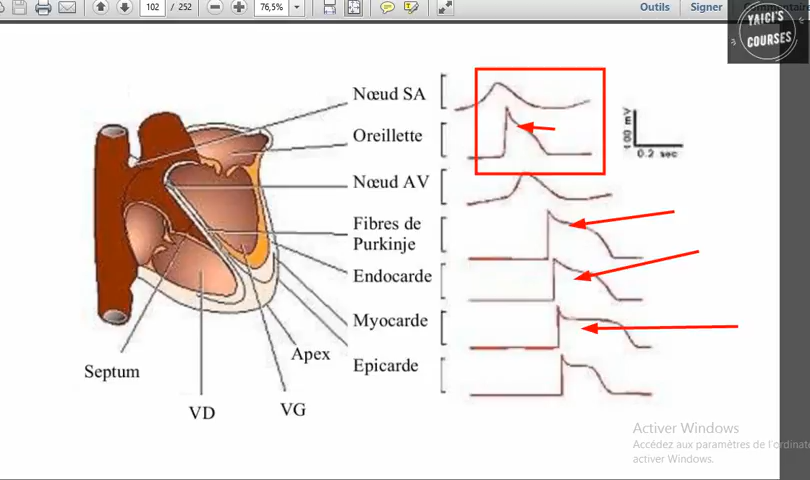 102 / 252
76,5%
Outils
Signer
YAICI'S
COURSES
Nœud SA
Oreillette
Nœud AV
Fibres de
Purkinje
Endocarde
Myocarde
Epicarde
Apex
Septum
VD
VG
100 mV
0.2 sec
Activer Windows
Accédez aux paramètres de l'ordinate
activer Windows.